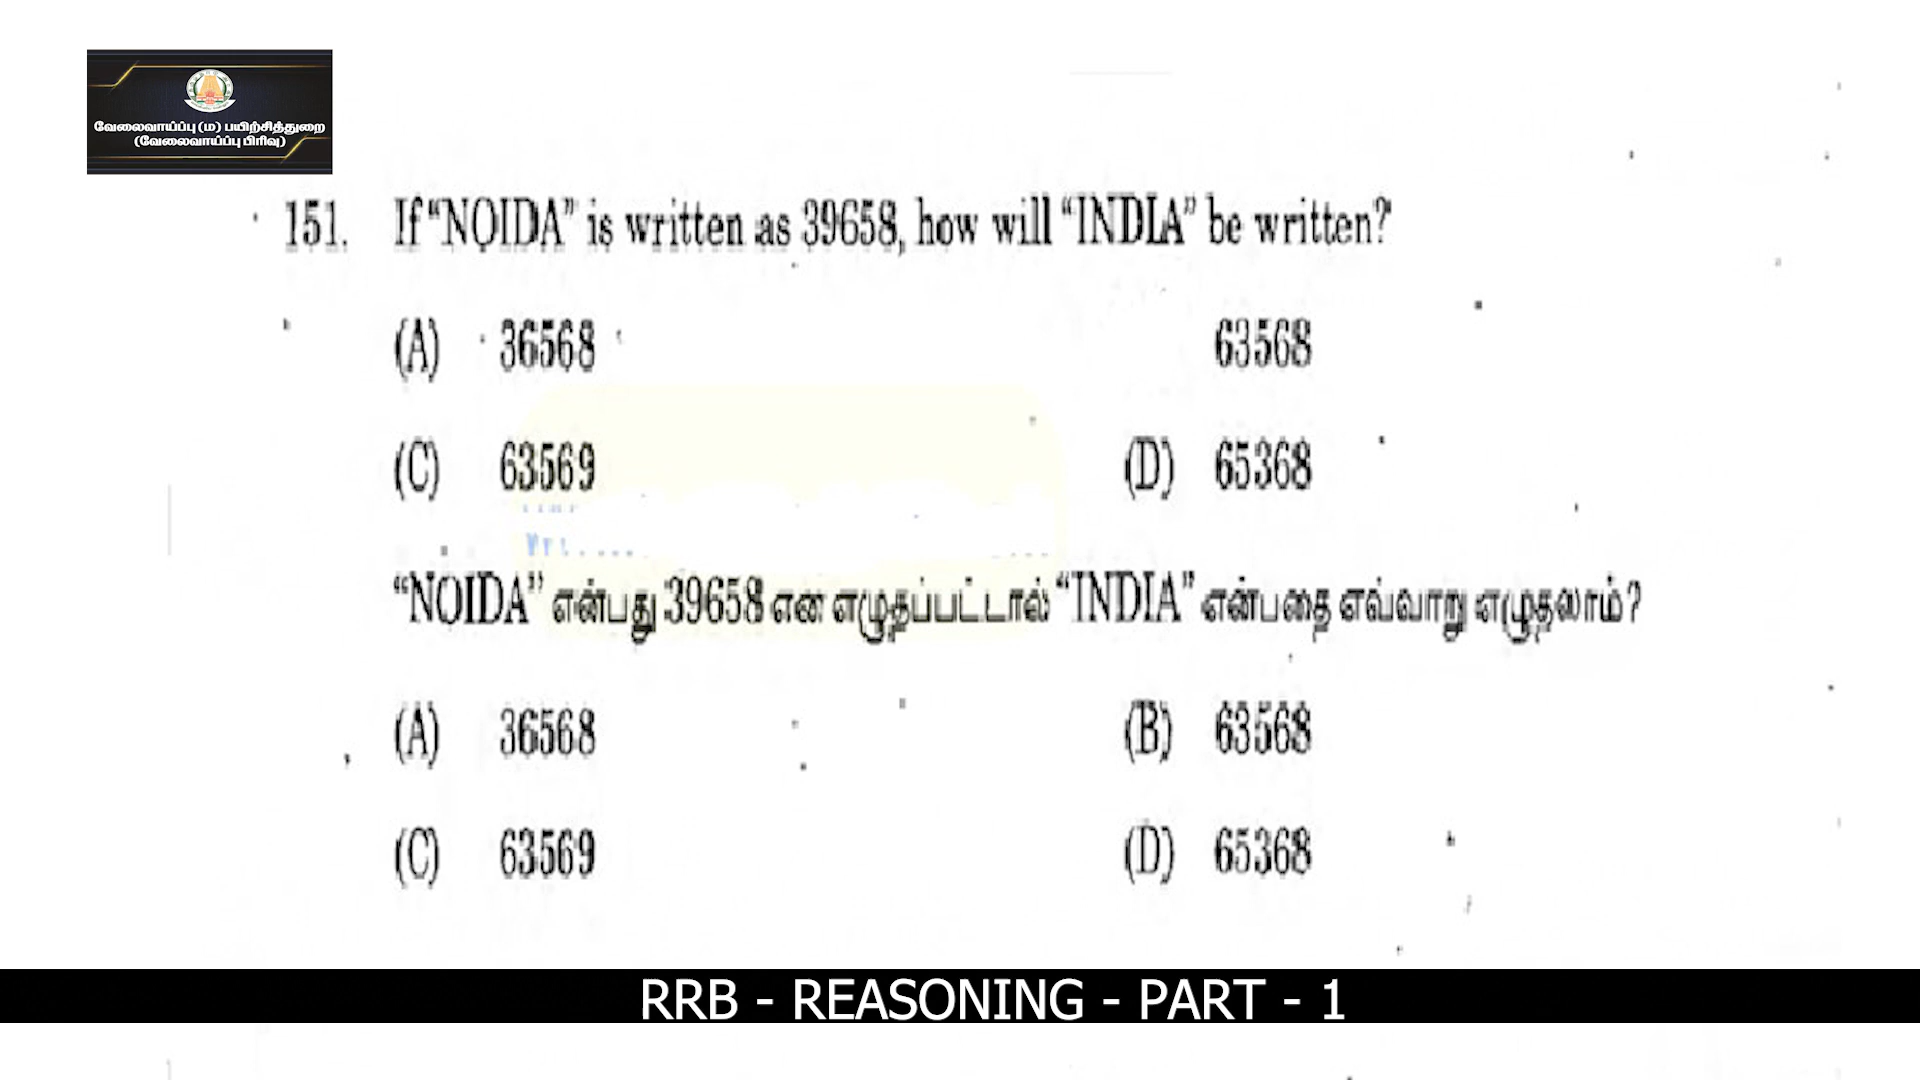 வேலைவாய்ப்பு (ம) பயிற்சித்துறை
(வேலைவாய்ப்பு பிரிவு)
151. If “NOIDA” is written as 39658, how will “INDIA” be written?
(A) 36568 63568
(C) 63569 (D) 65368
“NOIDA” என்பது 39658 என எழுதப்பட்டால் “INDIA” என்பதை எவ்வாறு எழுதலாம்?
(A) 36568 (B) 63568
(C) 63569 (D) 65368
RRB - REASONING - PART - 1